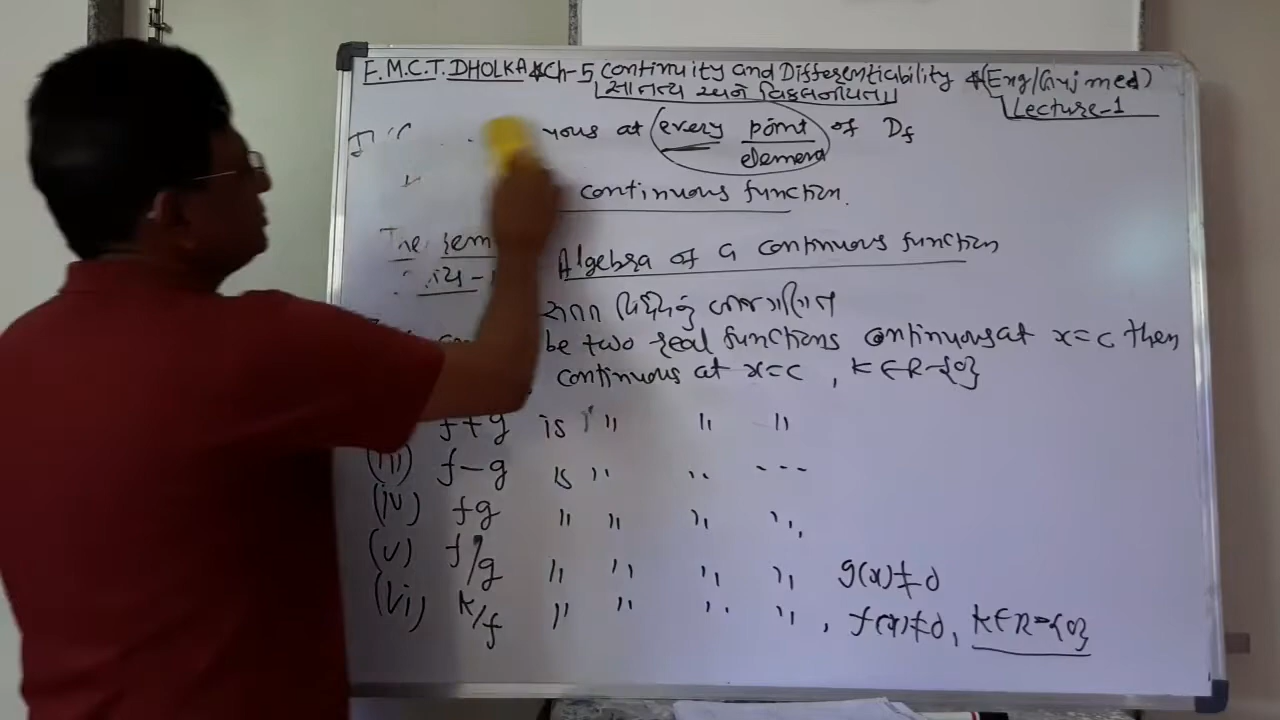 F.M.C.T. DHOLKA * Ch-5 Continuity and Differentiability * (Eng/Guj med)
સાતત્ય અને વિકલનીયતા Lecture-1
at every point of Df
element
continuous function.
Algebra of a continuous function
સતત વિધેયનું
be two real functions continuous at x=c then
continuous at x=c , k∈R-{0}
f+g is " " "
(iii) f-g is " " ---
(iv) fg " " " "
(v) f/g " " " " g(x)≠0
(vi) k/f " " " " , f(x)≠0, k∈R-{0}